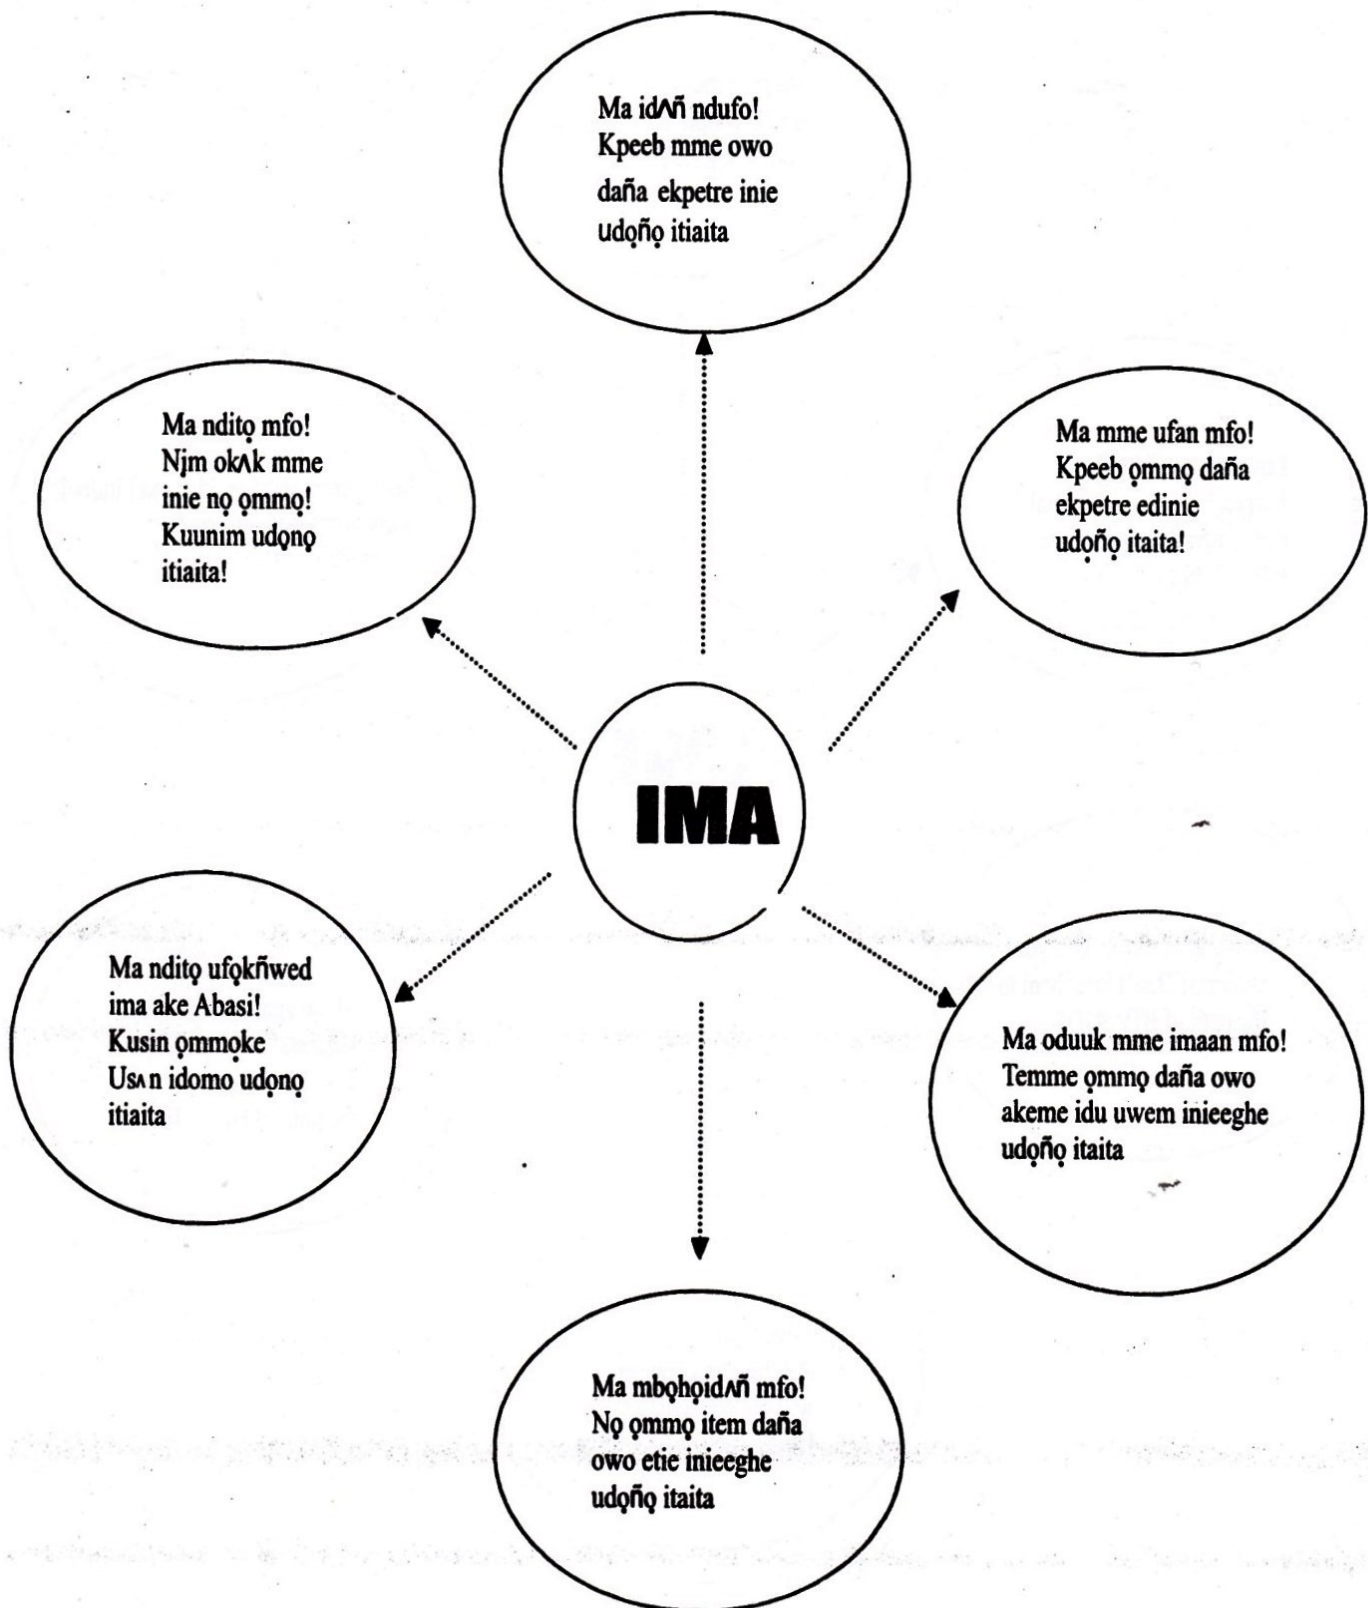 Ma idʌñ ndufo!
Kpeeb mme owo
daña ekpetre inie
udọñọ itiaita
Ma nditọ mfo!
Nịm okʌk mme
inie nọ ọmmọ!
Kuunim udọnọ
itiaita!
Ma mme ufan mfo!
Kpeeb ọmmọ daña
ekpetre edinie
udọñọ itaita!
IMA
Ma nditọ ufọkñwed
ima ake Abasi!
Kusin ọmmọke
Usʌn idomo udọnọ
itiaita
Ma oduuk mme imaan mfo!
Temme ọmmọ daña owo
akeme idu uwem inieeghe
udọñọ itaita
Ma mbọhọidʌñ mfo!
Nọ ọmmọ item daña
owo etie inieeghe
udọñọ itaita